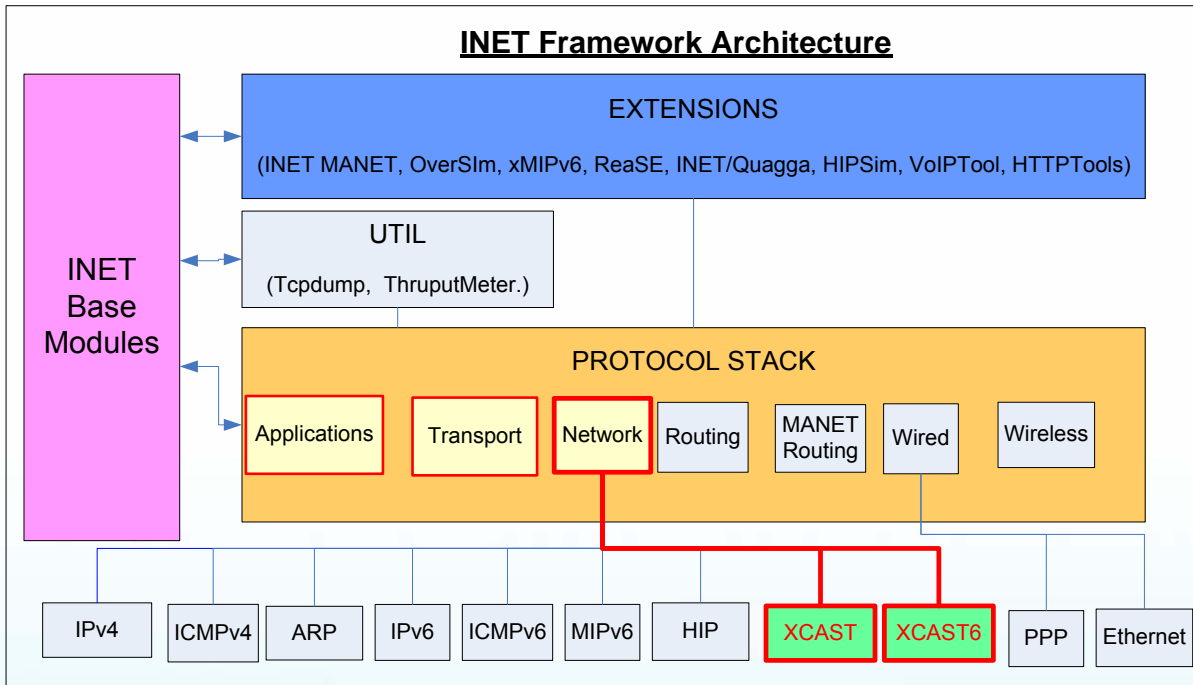 INET Framework Architecture
INET
Base
Modules
EXTENSIONS
(INET MANET, OverSIm, xMIPv6, ReaSE, INET/Quagga, HIPSim, VoIPTool, HTTPTools)
UTIL
(Tcpdump, ThruputMeter.)
PROTOCOL STACK
Applications
Transport
Network
Routing
MANET
Routing
Wired
Wireless
IPv4
ICMPv4
ARP
IPv6
ICMPv6
MIPv6
HIP
XCAST
XCAST6
PPP
Ethernet